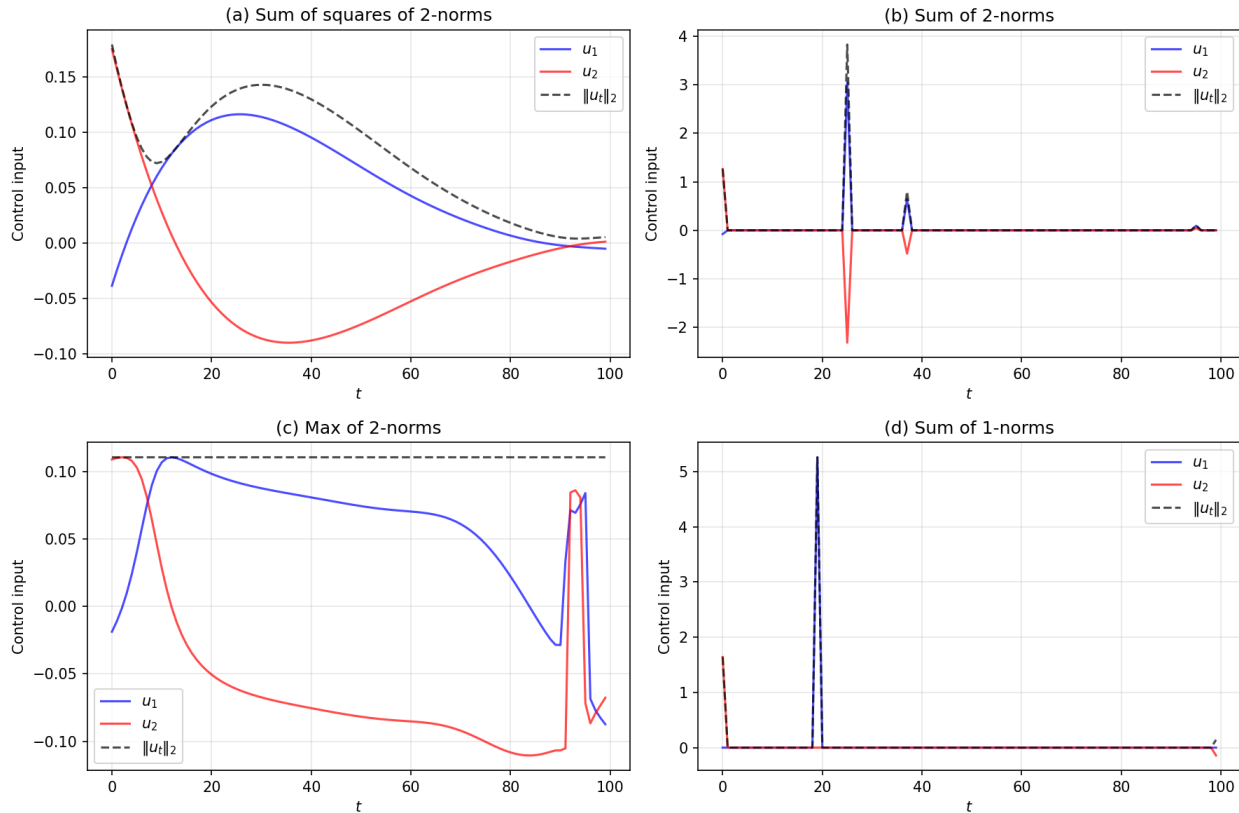 (a) Sum of squares of 2-norms
Control input
0.15
0.10
0.05
0.00
−0.05
−0.10
0 20 40 60 80 100
t
u₁
u₂
‖uₜ‖₂
(b) Sum of 2-norms
Control input
4
3
2
1
0
−1
−2
0 20 40 60 80 100
t
u₁
u₂
‖uₜ‖₂
(c) Max of 2-norms
Control input
0.10
0.05
0.00
−0.05
−0.10
0 20 40 60 80 100
t
u₁
u₂
‖uₜ‖₂
(d) Sum of 1-norms
Control input
5
4
3
2
1
0
0 20 40 60 80 100
t
u₁
u₂
‖uₜ‖₂